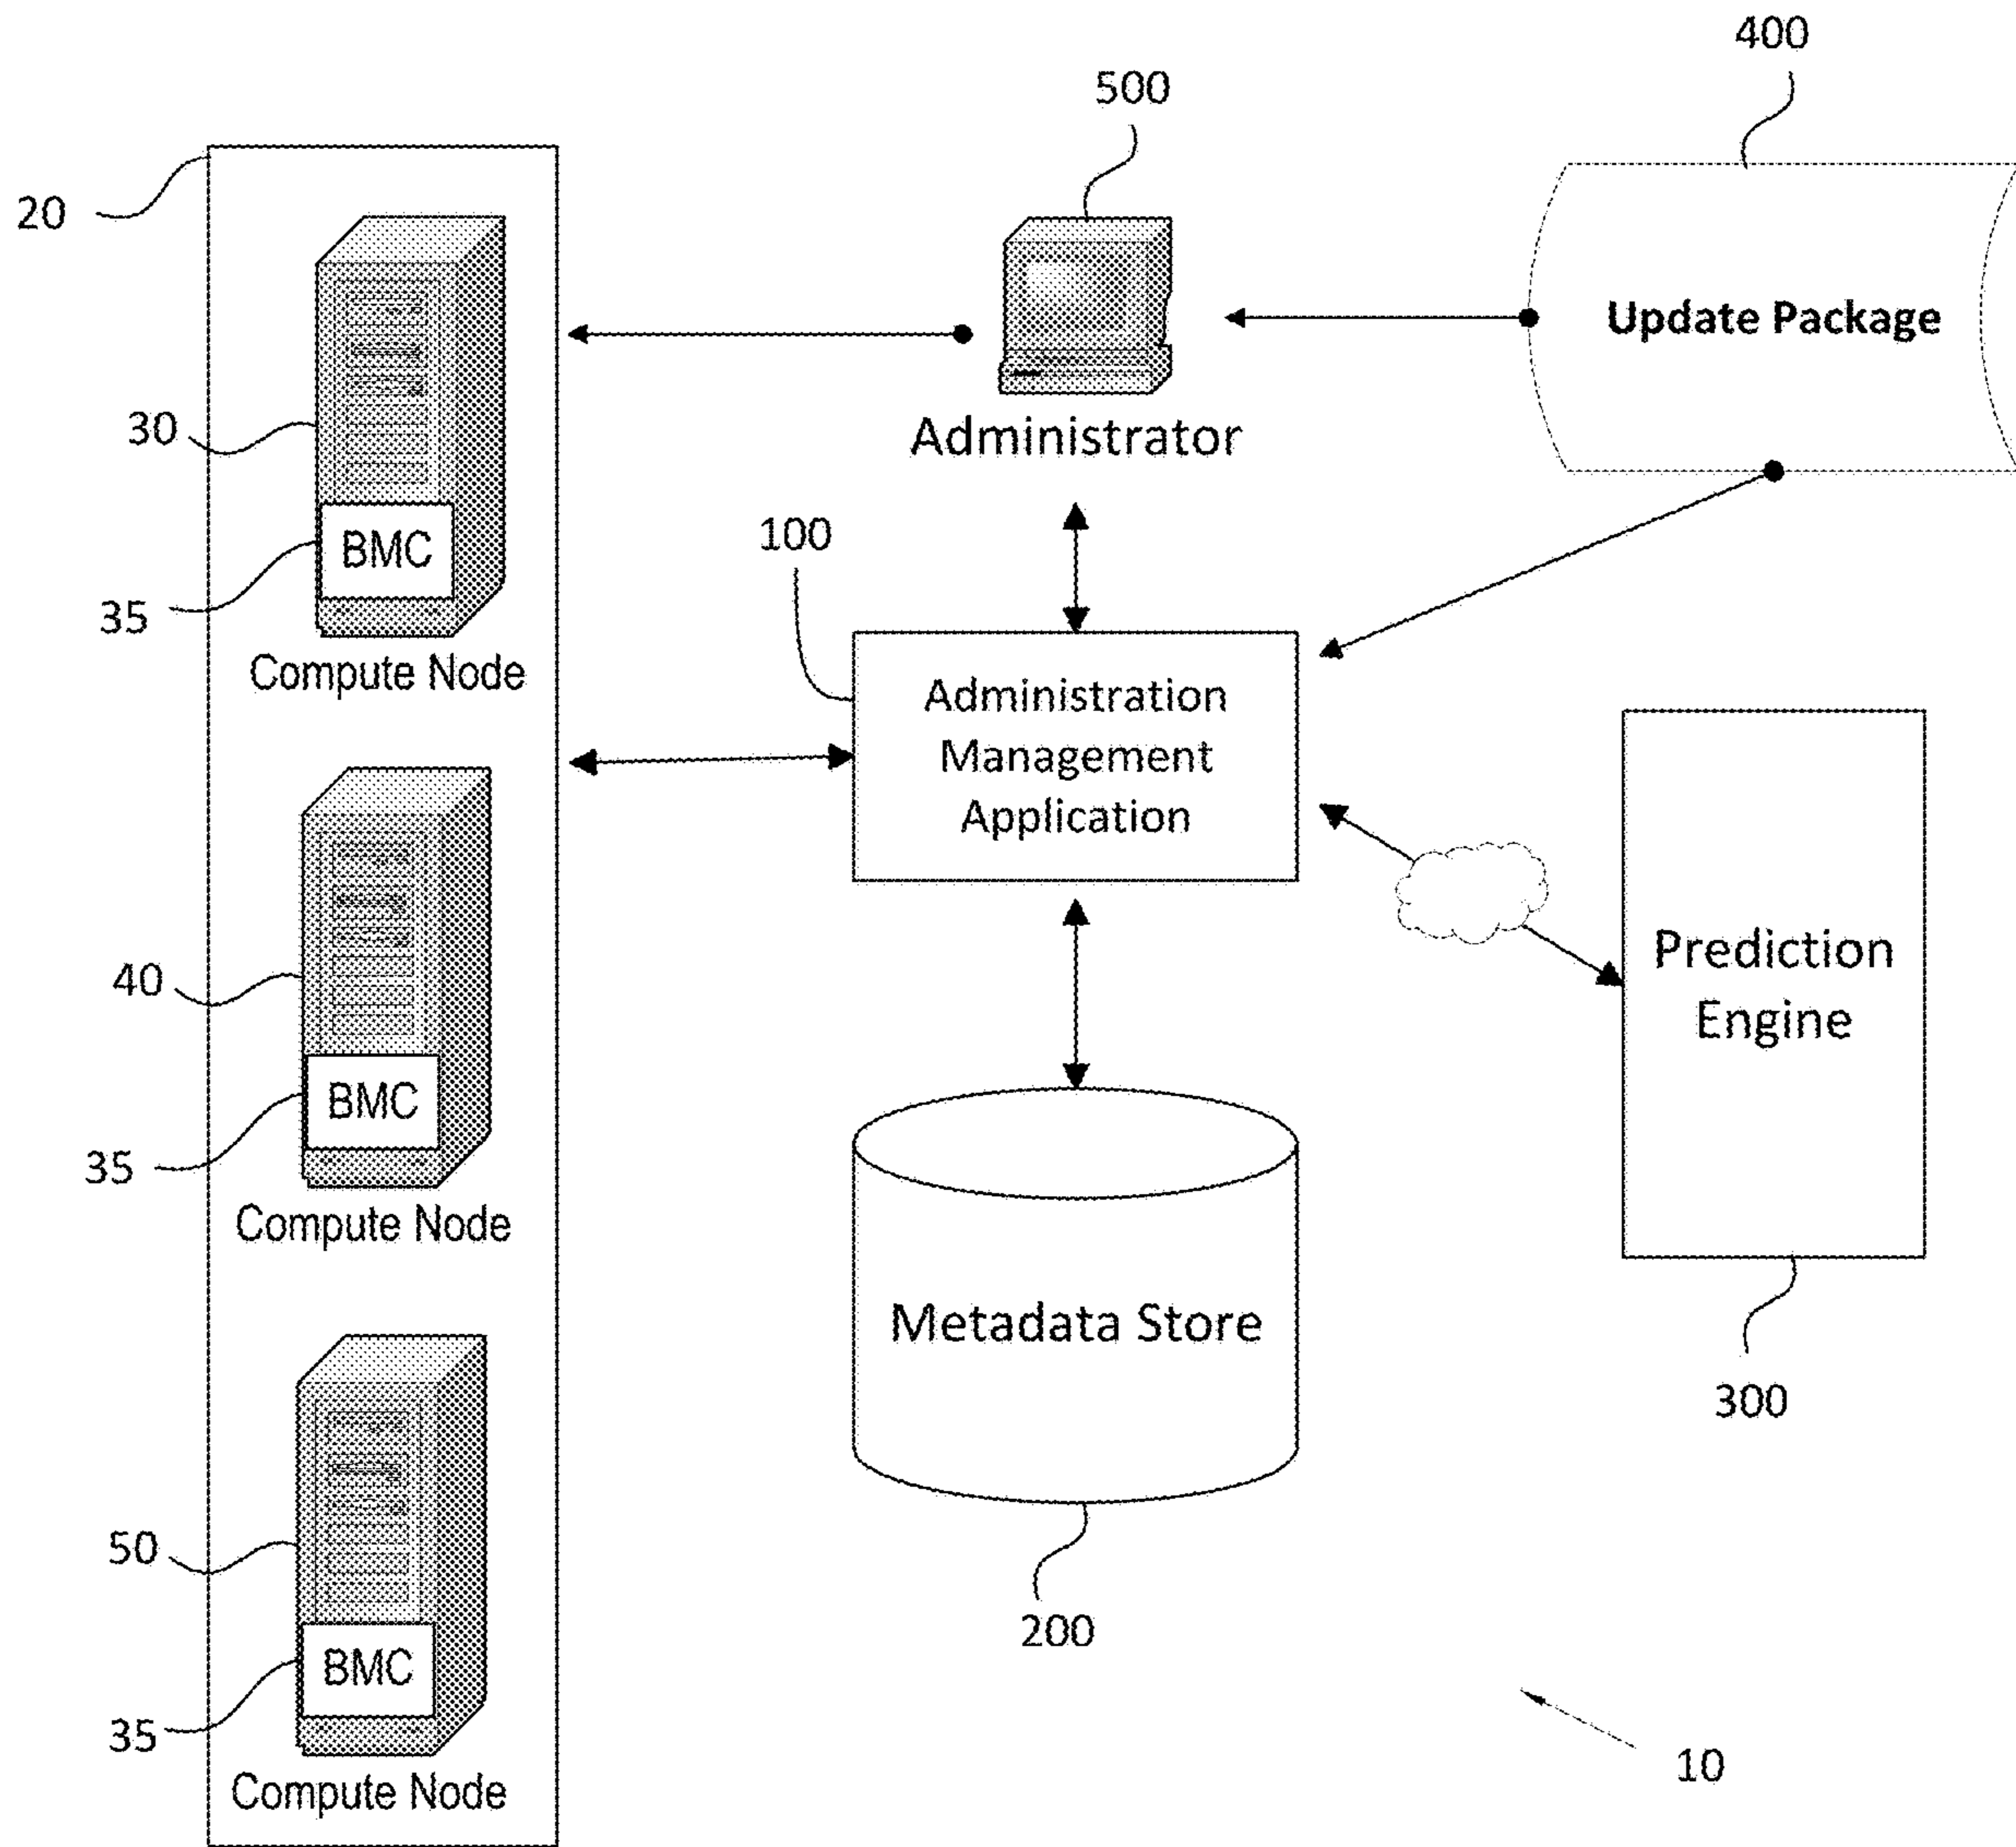 400
500
20
Update Package
30
Administrator
100
BMC
35
Compute Node
Administration
Management
Application
Prediction
Engine
40
BMC
35
Compute Node
Metadata Store
300
50
200
BMC
35
10
Compute Node